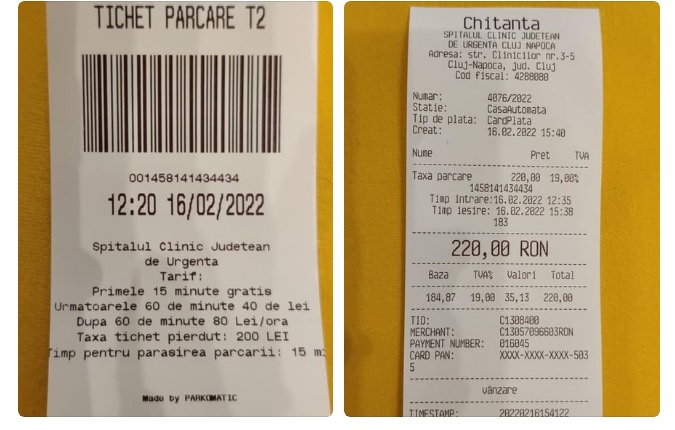 TICHET PARCARE T2
001458141434434
12:20 16/02/2022
Spitalul Clinic Judetean
de Urgenta
Tarif:
Primele 15 minute gratis
Urmatoarele 60 de minute 40 de lei
Dupa 60 de minute 80 Lei/ora
Taxa tichet pierdut: 200 LEI
Timp pentru parasirea parcarii: 15 m
Made by PARKOMATIC
Chitanta
SPITALUL CLINIC JUDETEAN
DE URGENTA CLUJ NAPOCA
Adresa: str. Clinicilor nr.3-5
Cluj-Napoca, jud. Cluj
Cod fiscal: 4288080
Numar: 4076/2022
Statie: CasaAutomata
Tip de plata: CardPlata
Creat: 16.02.2022 15:40
Nume Pret TVA
Taxa parcare 220,00 19,00%
1458141434434
Timp intrare:16.02.2022 12:35
Timp iesire: 16.02.2022 15:38
183
220,00 RON
Baza TVA% Valori Total
184,87 19,00 35,13 220,00
TID: C1308400
MERCHANT: C13057096603RON
PAYMENT NUMBER: 016045
CARD PAN: XXXX-XXXX-XXXX-503
5
vânzare
TIMESTAMP: 20220216154122